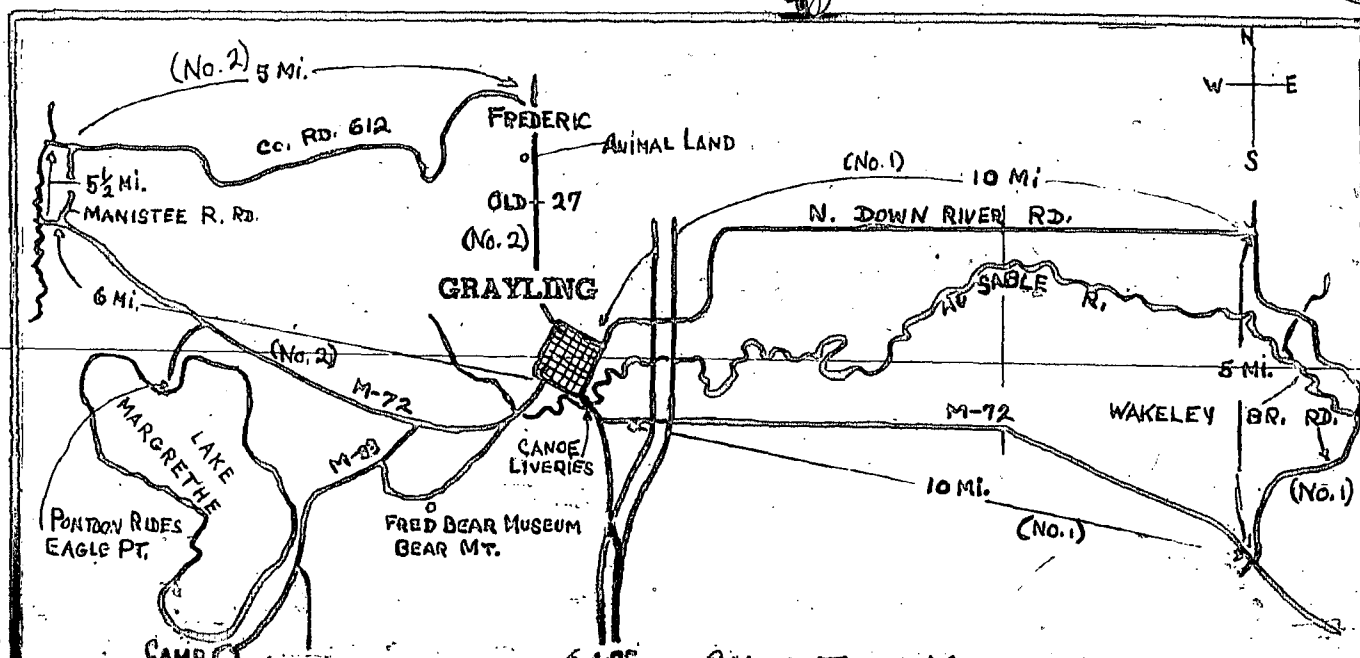 (No. 2) 5 Mi.
N
W E
S
FREDERIC
CO. RD. 612
ANIMAL LAND
(No. 1) 10 Mi
5½ Mi.
MANISTEE R. RD.
OLD 27
N. DOWN RIVER RD.
(No. 2)
GRAYLING
AU SABLE R.
6 Mi.
(No. 2)
5 Mi.
M-72
M-72
WAKELEY BR. RD.
LAKE
MARGRETHE
M-93
CANOE
LIVERIES
10 Mi.
(No. 1)
(No. 1)
PONTOON RIDES
EAGLE PT.
FRED BEAR MUSEUM
BEAR MT.
CAMP